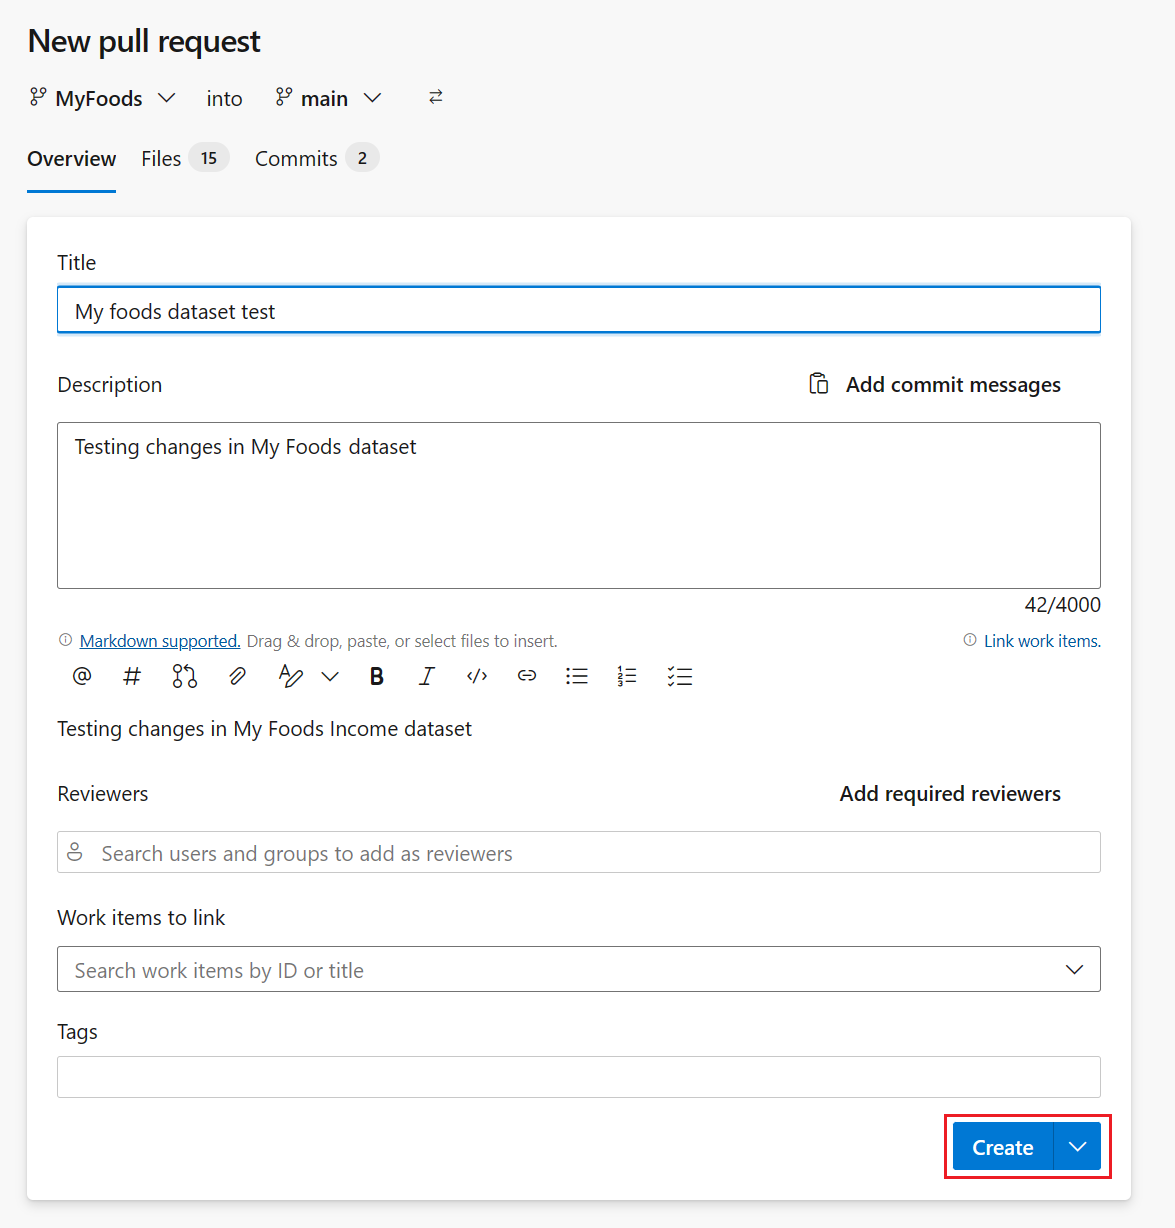 New pull request
MyFoods into main
Overview Files 15 Commits 2
Title
My foods dataset test
Description Add commit messages
Testing changes in My Foods dataset
42/4000
Markdown supported. Drag & drop, paste, or select files to insert. Link work items.
Testing changes in My Foods Income dataset
Reviewers Add required reviewers
Search users and groups to add as reviewers
Work items to link
Search work items by ID or title
Tags
Create